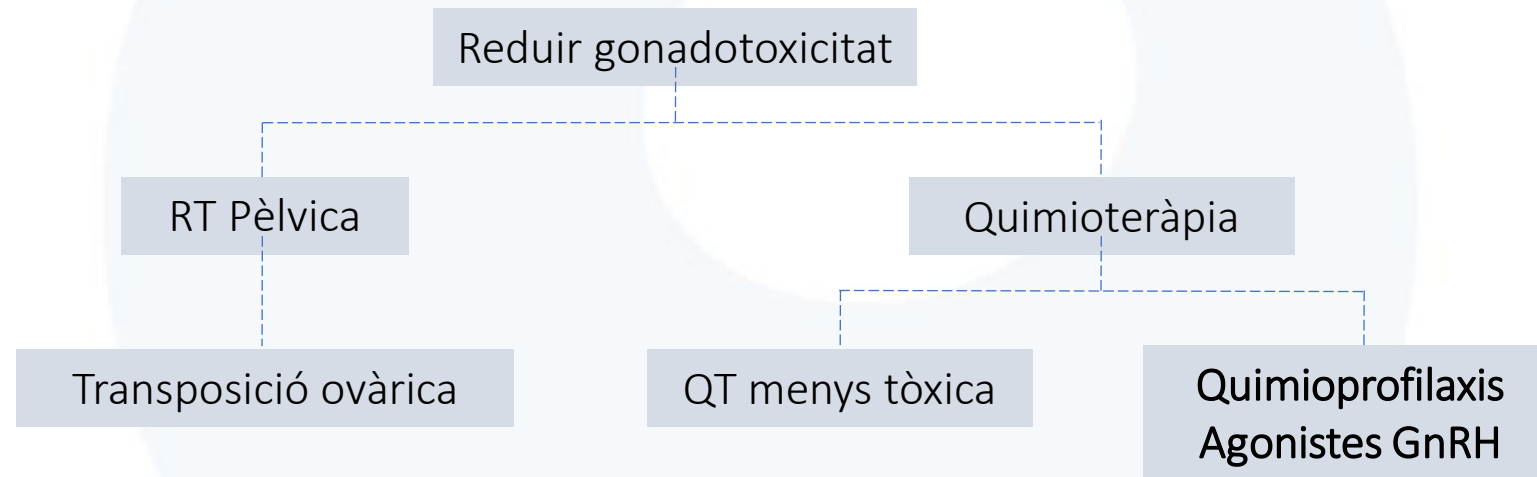 Reduir gonadotoxicitat
RT Pèlvica
Quimioteràpia
Transposició ovàrica
QT menys tòxica
Quimioprofilaxis
Agonistes GnRH